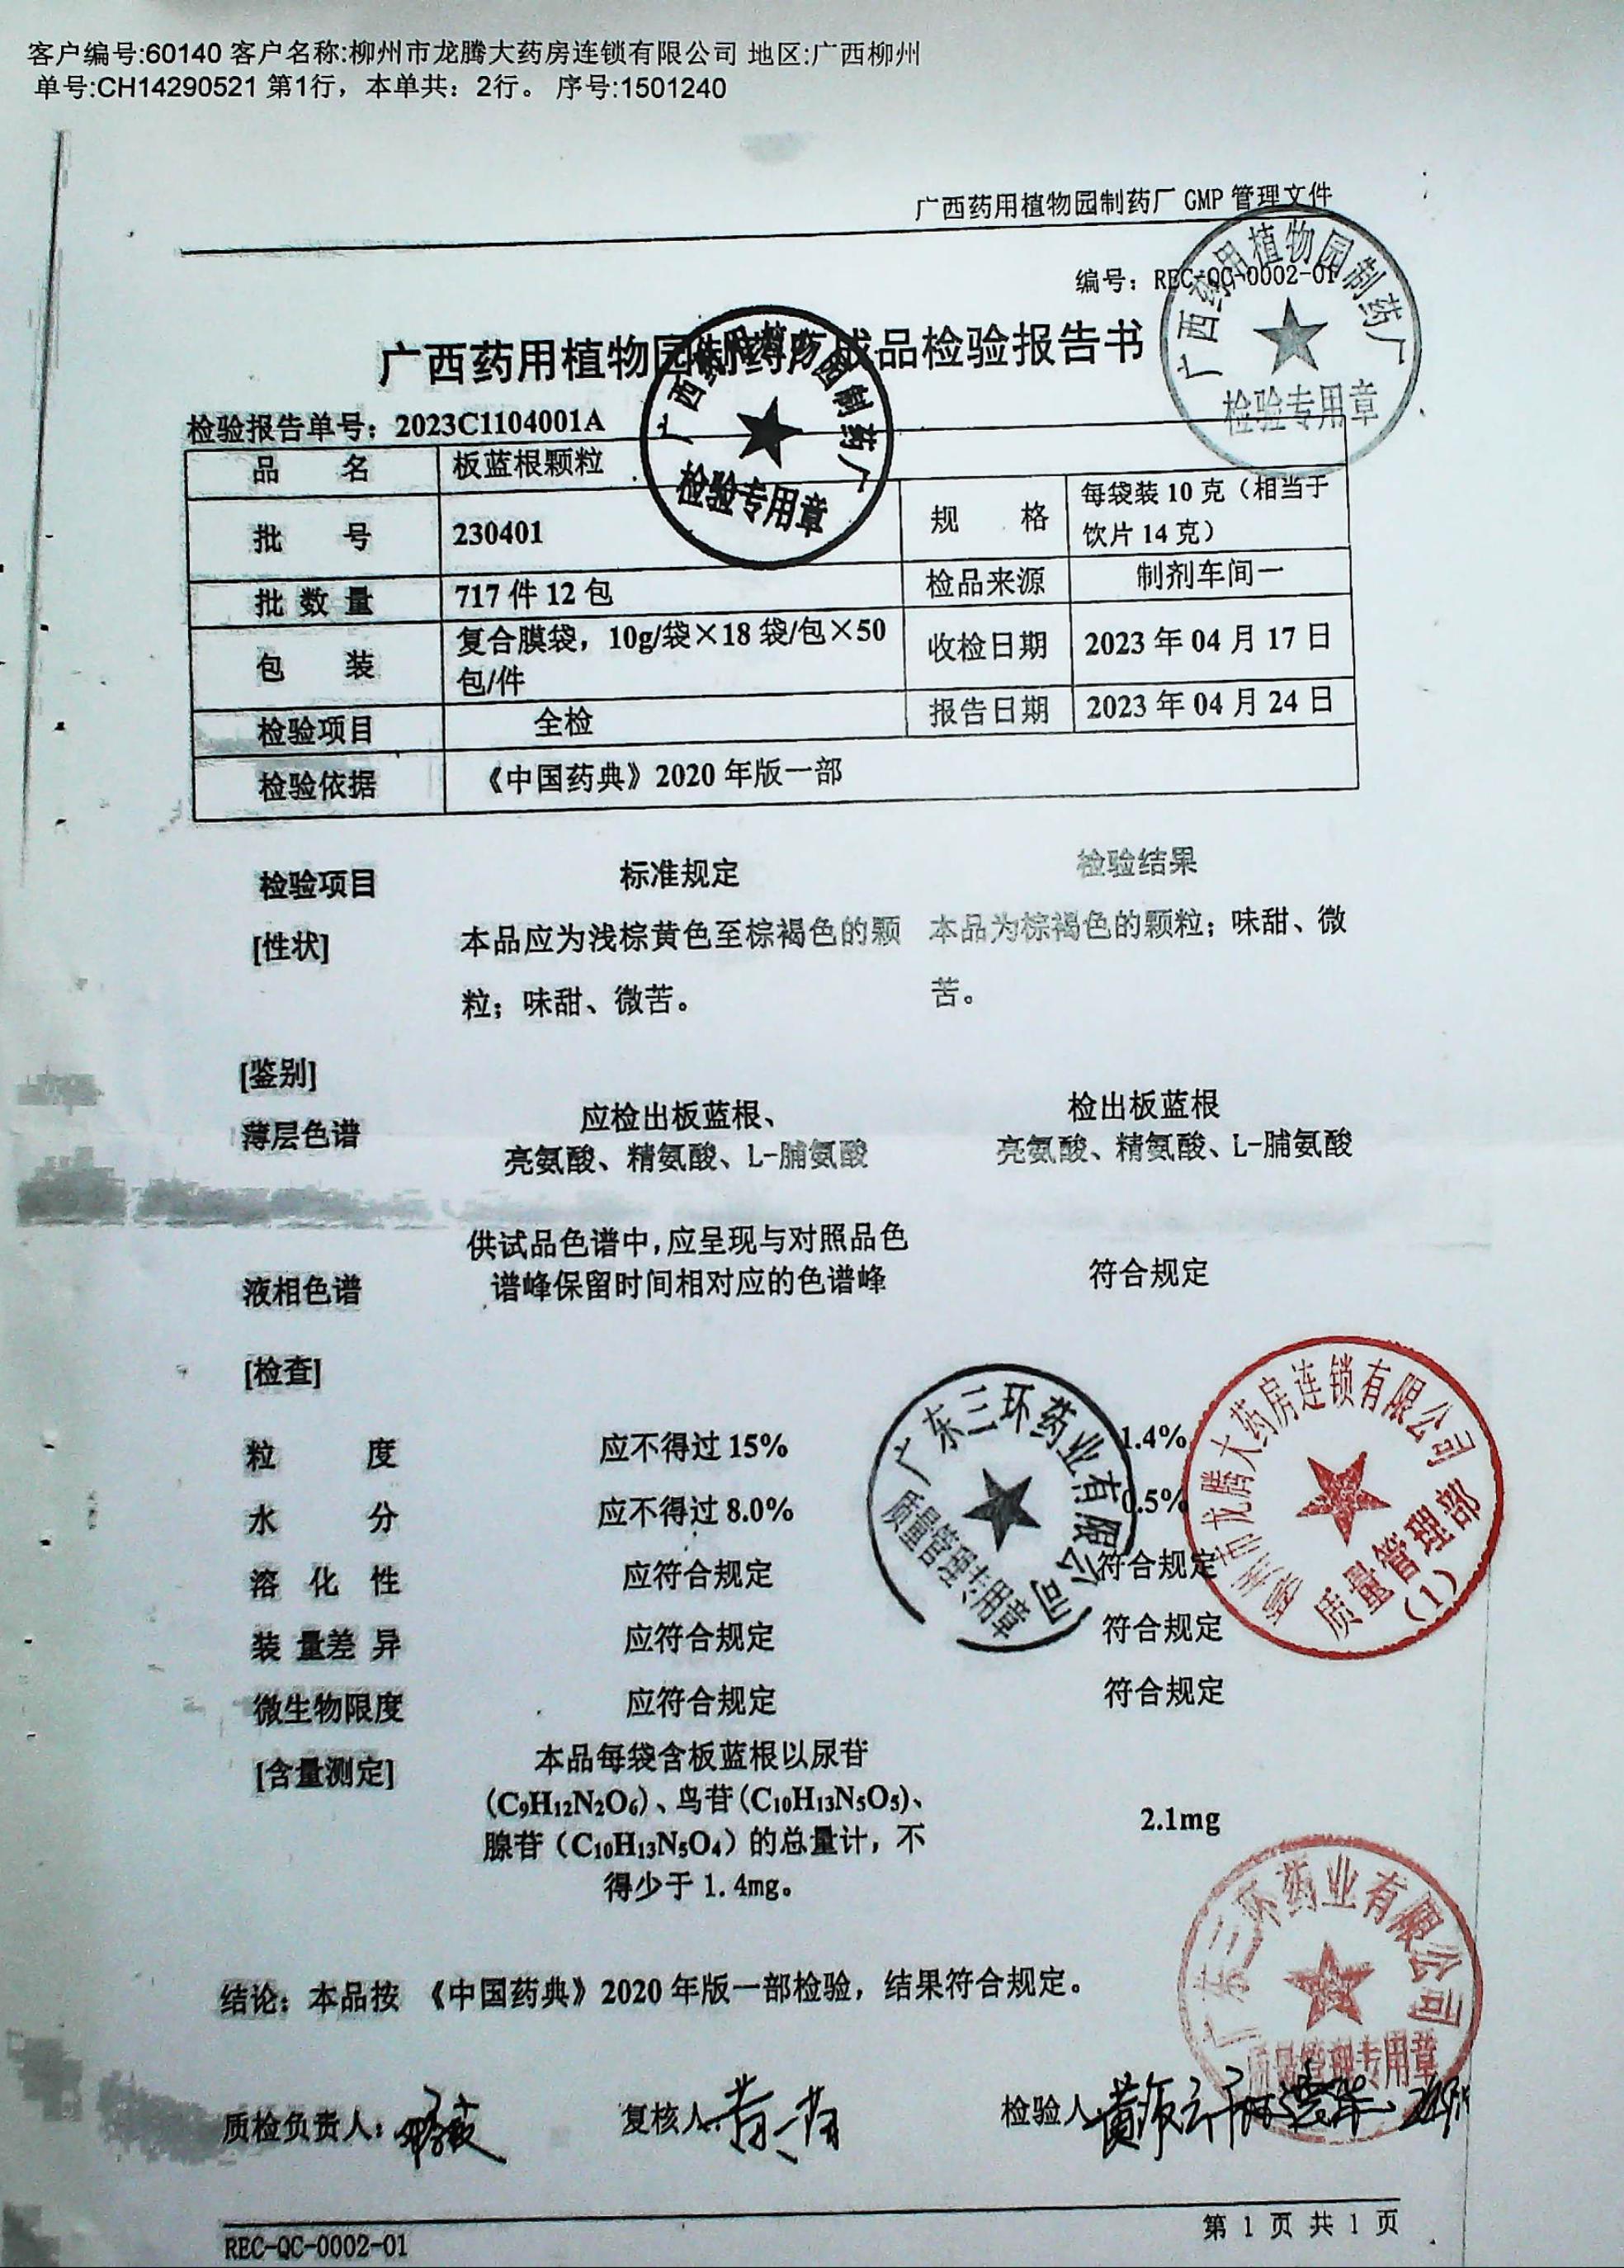 客户编号:60140 客户名称:柳州市龙腾大药房连锁有限公司 地区:广西柳州
单号:CH14290521 第1行，本单共：2行。 序号:1501240
广西药用植物园制药厂 GMP 管理文件
编号：REC-QC-0002-01
广西药用植物园制药厂成品检验报告书
广西药用植物园制药厂
检验专用章
广西药用植物园制药厂
检验专用章
检验报告单号：2023C1104001A
品 名 板蓝根颗粒
批 号 230401 规 格 每袋装 10 克（相当于
饮片 14 克）
批 数 量 717 件 12 包 检品来源 制剂车间一
包 装 复合膜袋，10g/袋×18 袋/包×50
包/件 收检日期 2023 年 04 月 17 日
检验项目 全检 报告日期 2023 年 04 月 24 日
检验依据 《中国药典》2020 年版一部
检验项目 标准规定 检验结果
[性状] 本品应为浅棕黄色至棕褐色的颗 本品为棕褐色的颗粒；味甜、微
粒；味甜、微苦。 苦。
[鉴别]
薄层色谱 应检出板蓝根、 检出板蓝根
亮氨酸、精氨酸、L-脯氨酸 亮氨酸、精氨酸、L-脯氨酸
供试品色谱中,应呈现与对照品色
液相色谱 谱峰保留时间相对应的色谱峰 符合规定
[检查]
粒 度 应不得过 15% 1.4%
水 分 应不得过 8.0% 0.5%
溶 化 性 应符合规定 符合规定
装 量 差 异 应符合规定 符合规定
微生物限度 应符合规定 符合规定
广东三环药业有限公司
质量管理专用章
柳州市龙腾大药房连锁有限公司
质量管理部
(1)
[含量测定] 本品每袋含板蓝根以尿苷
(C₉H₁₂N₂O₆)、鸟苷(C₁₀H₁₃N₅O₅)、
腺苷（C₁₀H₁₃N₅O₄）的总量计，不 2.1mg
得少于 1.4mg。
广东三环药业有限公司
质量管理专用章
结论：本品按 《中国药典》2020 年版一部检验，结果符合规定。
质检负责人： 复核人 检验人
REC-QC-0002-01 第 1 页 共 1 页